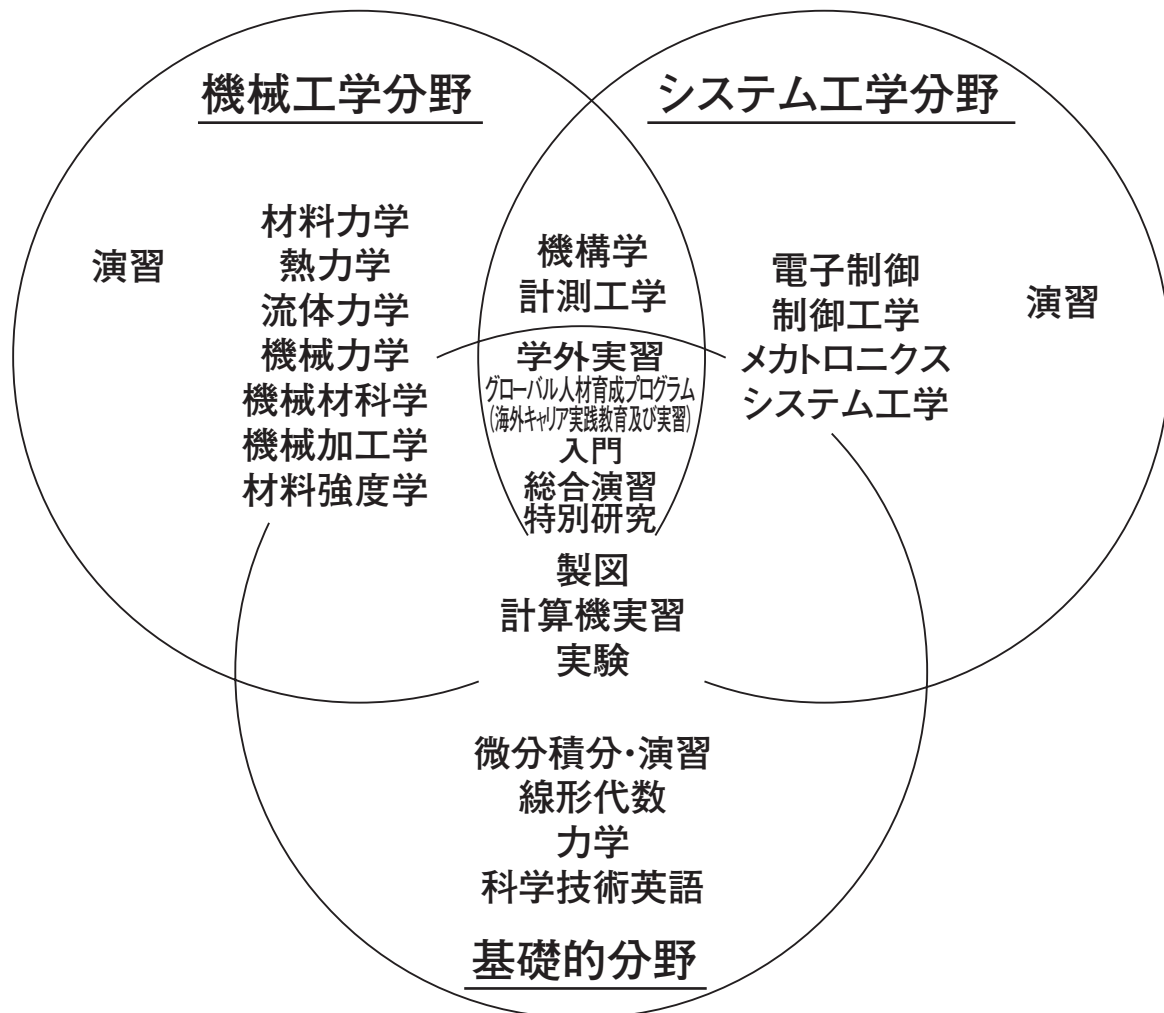 機械工学分野
システム工学分野
演習
材料力学
熱力学
流体力学
機械力学
機械材科学
機械加工学
材料強度学
機構学
計測工学
電子制御
制御工学
メカトロニクス
システム工学
演習
学外実習
グローバル人材育成プログラム
(海外キャリア実践教育及び実習)
入門
総合演習
特別研究
製図
計算機実習
実験
微分積分・演習
線形代数
力学
科学技術英語
基礎的分野